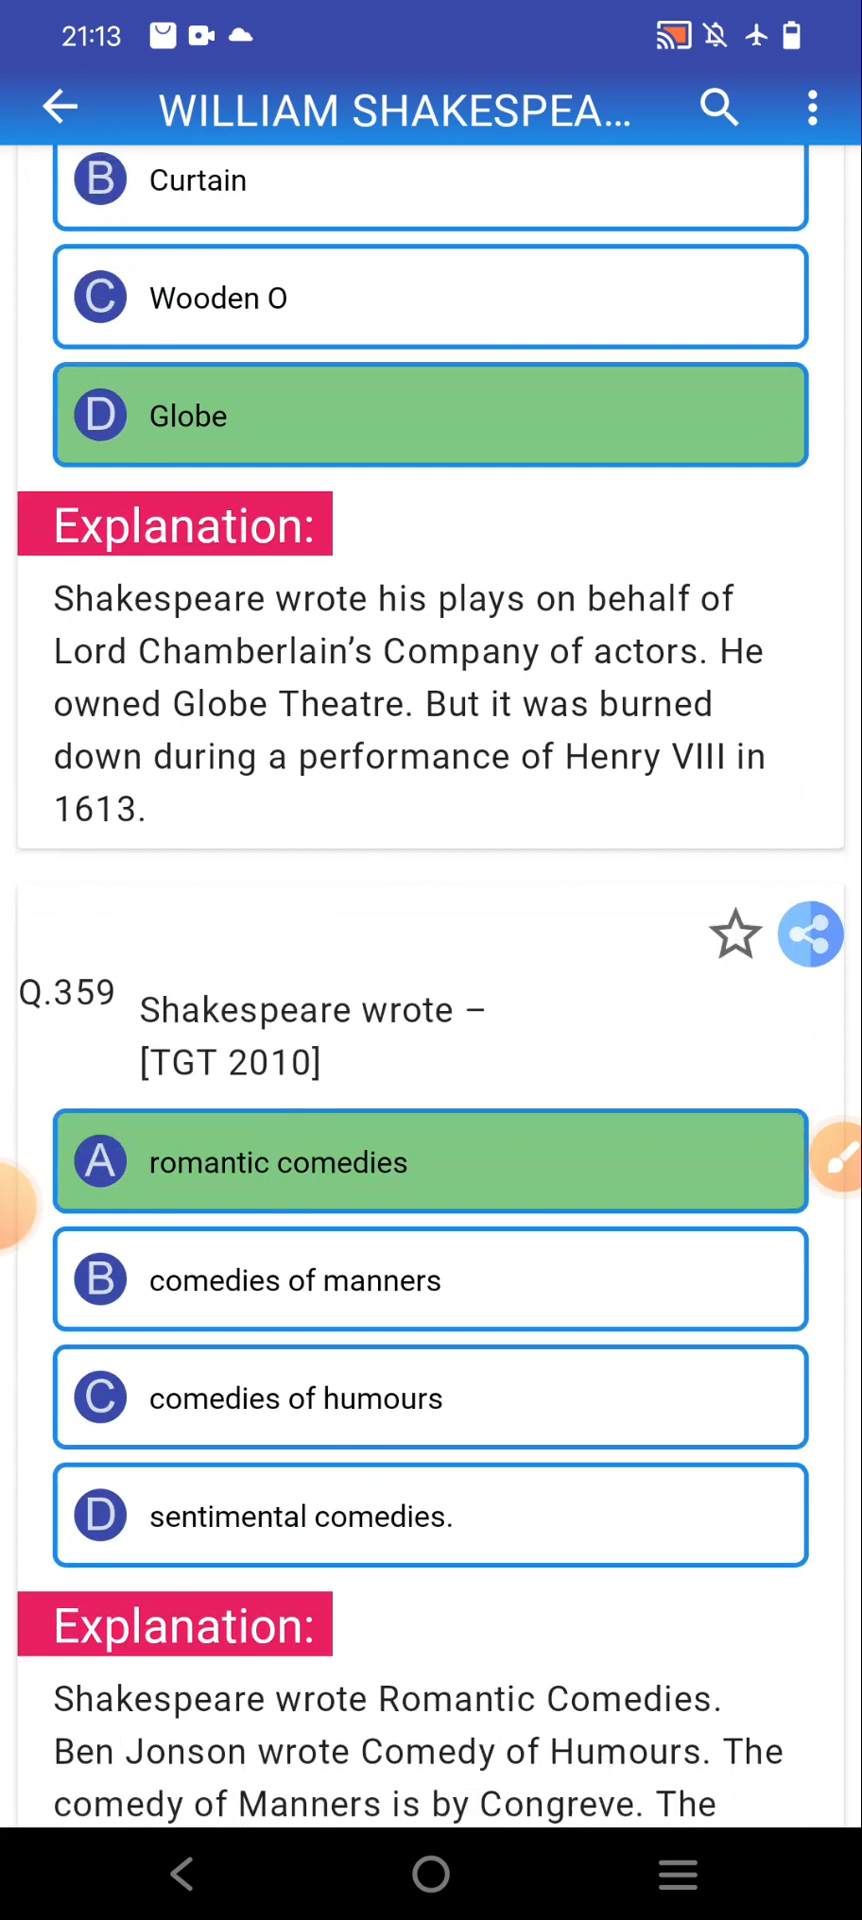 21:13
WILLIAM SHAKESPEA...
B Curtain
C Wooden O
D Globe
Explanation:
Shakespeare wrote his plays on behalf of
Lord Chamberlain’s Company of actors. He
owned Globe Theatre. But it was burned
down during a performance of Henry VIII in
1613.
Q.359 Shakespeare wrote –
[TGT 2010]
A romantic comedies
B comedies of manners
C comedies of humours
D sentimental comedies.
Explanation:
Shakespeare wrote Romantic Comedies.
Ben Jonson wrote Comedy of Humours. The
comedy of Manners is by Congreve. The